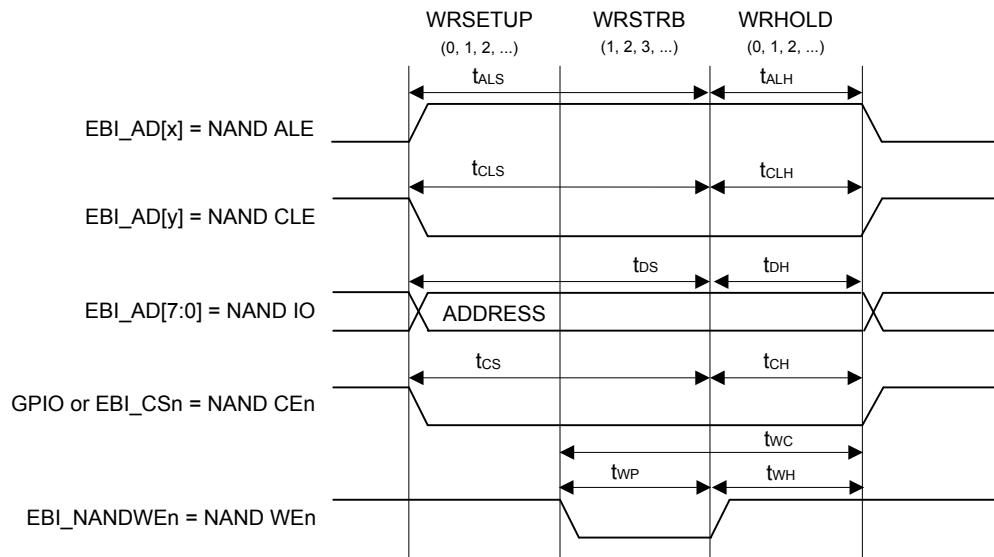 WRSETUP WRSTRB WRHOLD
(0, 1, 2, ...) (1, 2, 3, ...) (0, 1, 2, ...)
tALS tALH
EBI_AD[x] = NAND ALE
tCLS tCLH
EBI_AD[y] = NAND CLE
tDS tDH
EBI_AD[7:0] = NAND IO ADDRESS
tCS tCH
GPIO or EBI_CSn = NAND CEn
tWC
tWP tWH
EBI_NANDWEn = NAND WEn